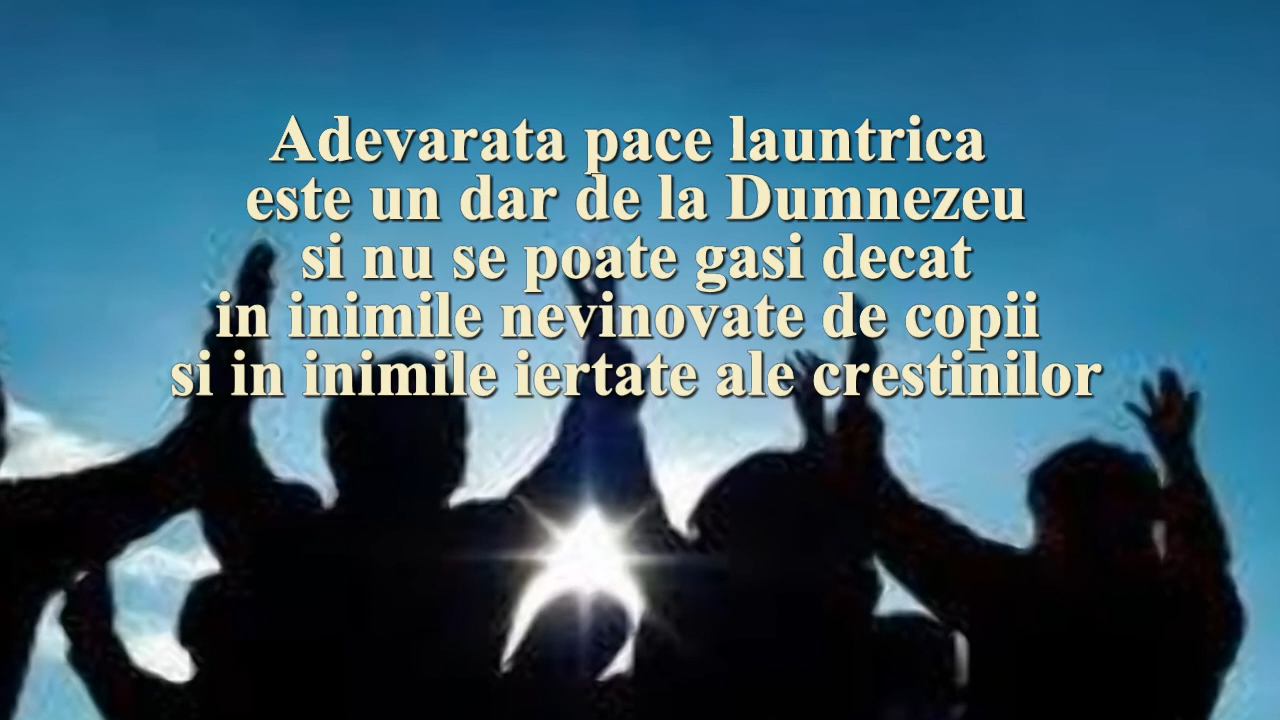 Adevarata pace launtrica
este un dar de la Dumnezeu
si nu se poate gasi decat
in inimile nevinovate de copii
si in inimile iertate ale crestinilor